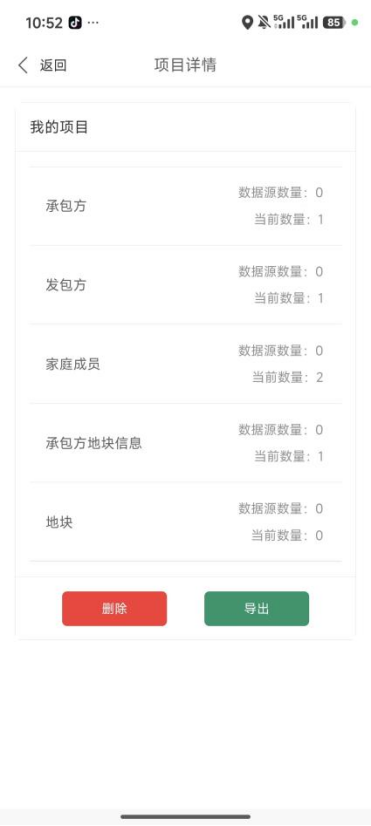 10:52 ...
5G 5G 85
返回 项目详情
我的项目
承包方
数据源数量：0
当前数量：1
发包方
数据源数量：0
当前数量：1
家庭成员
数据源数量：0
当前数量：2
承包方地块信息
数据源数量：0
当前数量：1
地块
数据源数量：0
当前数量：0
删除 导出